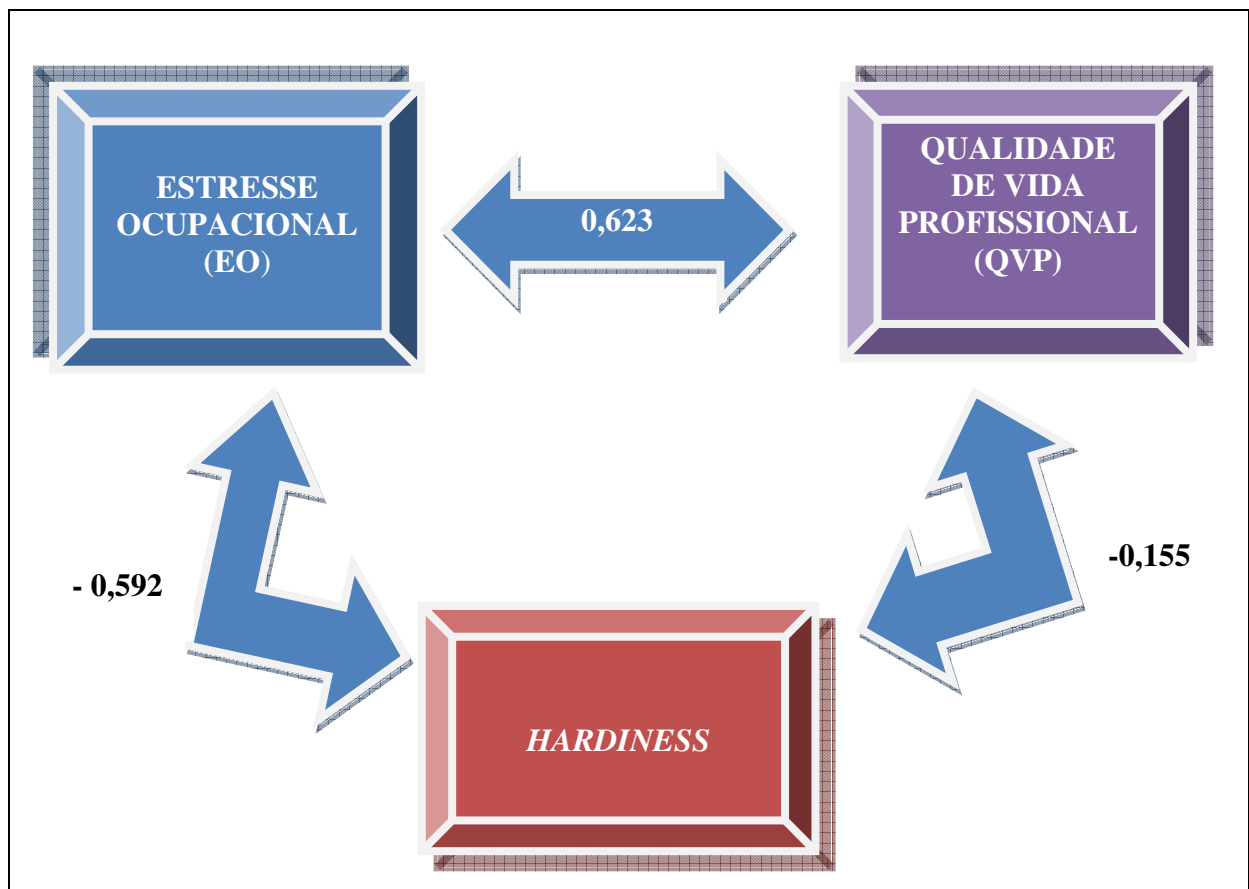 ESTRESSE
OCUPACIONAL
(EO)
0,623
QUALIDADE
DE VIDA
PROFISSIONAL
(QVP)
- 0,592
-0,155
HARDINESS